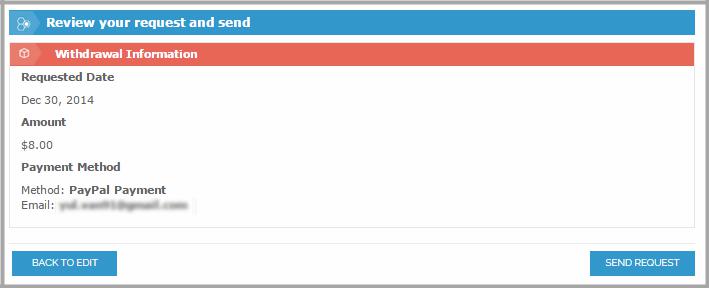 Review your request and send
Withdrawal Information
Requested Date
Dec 30, 2014
Amount
$8.00
Payment Method
Method: PayPal Payment
Email:
BACK TO EDIT
SEND REQUEST